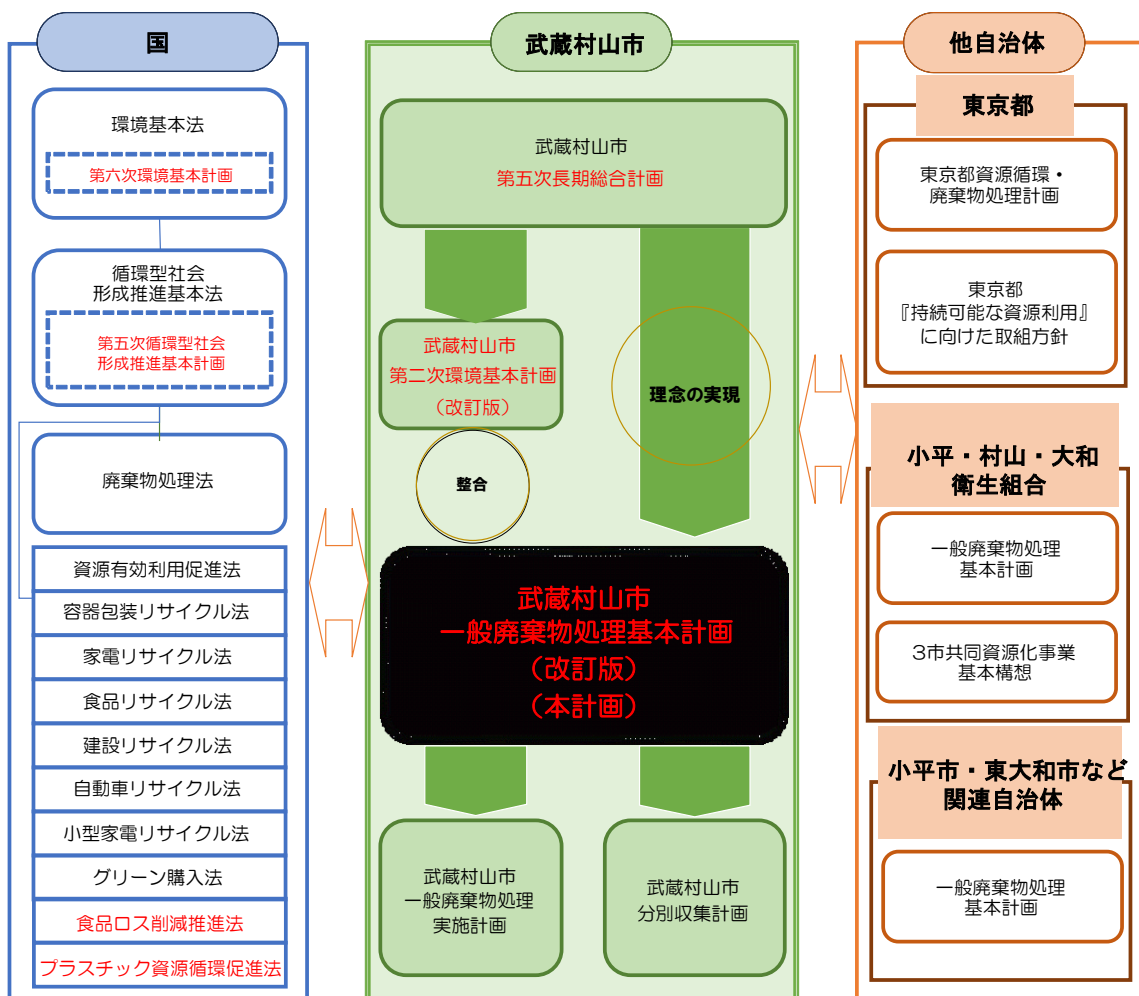 国
環境基本法
第六次環境基本計画
循環型社会
形成推進基本法
第五次循環型社会
形成推進基本計画
廃棄物処理法
資源有効利用促進法
容器包装リサイクル法
家電リサイクル法
食品リサイクル法
建設リサイクル法
自動車リサイクル法
小型家電リサイクル法
グリーン購入法
食品ロス削減推進法
プラスチック資源循環促進法
武蔵村山市
武蔵村山市
第五次長期総合計画
武蔵村山市
第二次環境基本計画
（改訂版）
理念の実現
整合
武蔵村山市
一般廃棄物処理基本計画
（改訂版）
（本計画）
武蔵村山市
一般廃棄物処理
実施計画
武蔵村山市
分別収集計画
他自治体
東京都
東京都資源循環・
廃棄物処理計画
東京都
『持続可能な資源利用』
に向けた取組方針
小平・村山・大和
衛生組合
一般廃棄物処理
基本計画
3市共同資源化事業
基本構想
小平市・東大和市など
関連自治体
一般廃棄物処理
基本計画